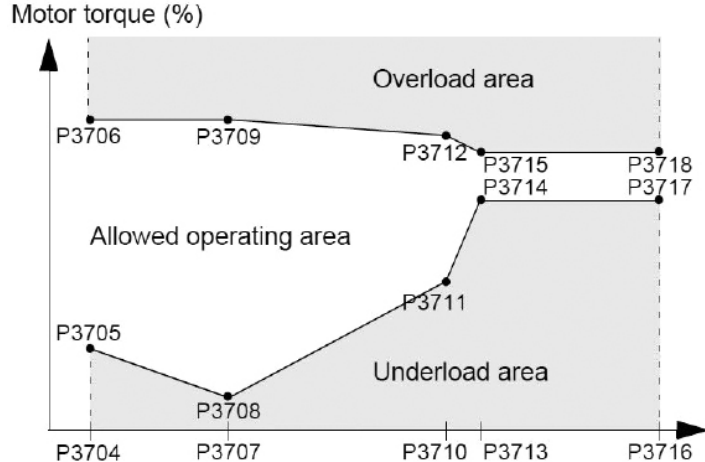 Motor torque (%)
Overload area
P3706
P3709
P3712
P3715
P3718
P3714
P3717
Allowed operating area
P3711
P3705
Underload area
P3708
P3704
P3707
P3710
P3713
P3716